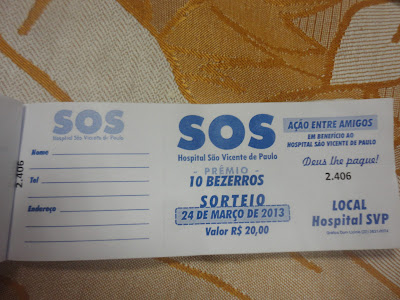 SOS
Hospital São Vicente de Paulo
Nome
Tel
Endereço
2.406
SOS
Hospital São Vicente de Paulo
- PRÊMIO -
10 BEZERROS
SORTEIO
24 DE MARÇO DE 2013
Valor R$ 20,00
AÇÃO ENTRE AMIGOS
EM BENEFÍCIO AO
HOSPITAL SÃO VICENTE DE PAULO
Deus lhe pague!
2.406
LOCAL
Hospital SVP